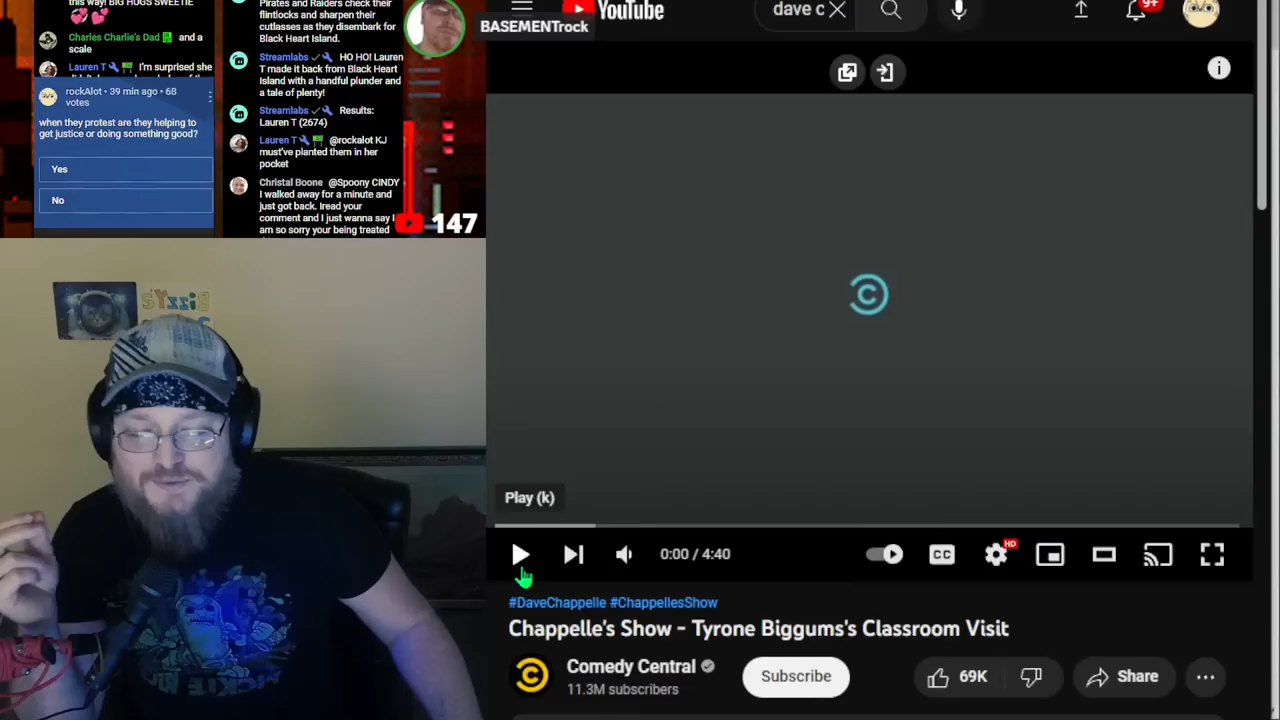 this way! BIG HUGS SWEETIE
Charles Charlie's Dad and a
scale
Lauren T I'm surprised she
rockAlot • 39 min ago • 68
votes
when they protest are they helping to
get justice or doing something good?
Yes
No
Pirates and Raiders check their
flintlocks and sharpen their
cutlasses as they disembark for
Black Heart Island.
Streamlabs HO HO! Lauren
T made it back from Black Heart
Island with a handful plunder and
a tale of plenty!
Streamlabs Results:
Lauren T (2674)
Lauren T @rockalot KJ
must've planted them in her
pocket
Christal Boone @Spoony CINDY
I walked away for a minute and
just got back. Iread your
comment and I just wanna say I
am so sorry your being treated
147
BASEMENTrock
YouTube
dave c
9+
Play (k)
0:00 / 4:40
CC
HD
#DaveChappelle #ChappellesShow
Chappelle's Show - Tyrone Biggums's Classroom Visit
Comedy Central
11.3M subscribers
Subscribe
69K
Share